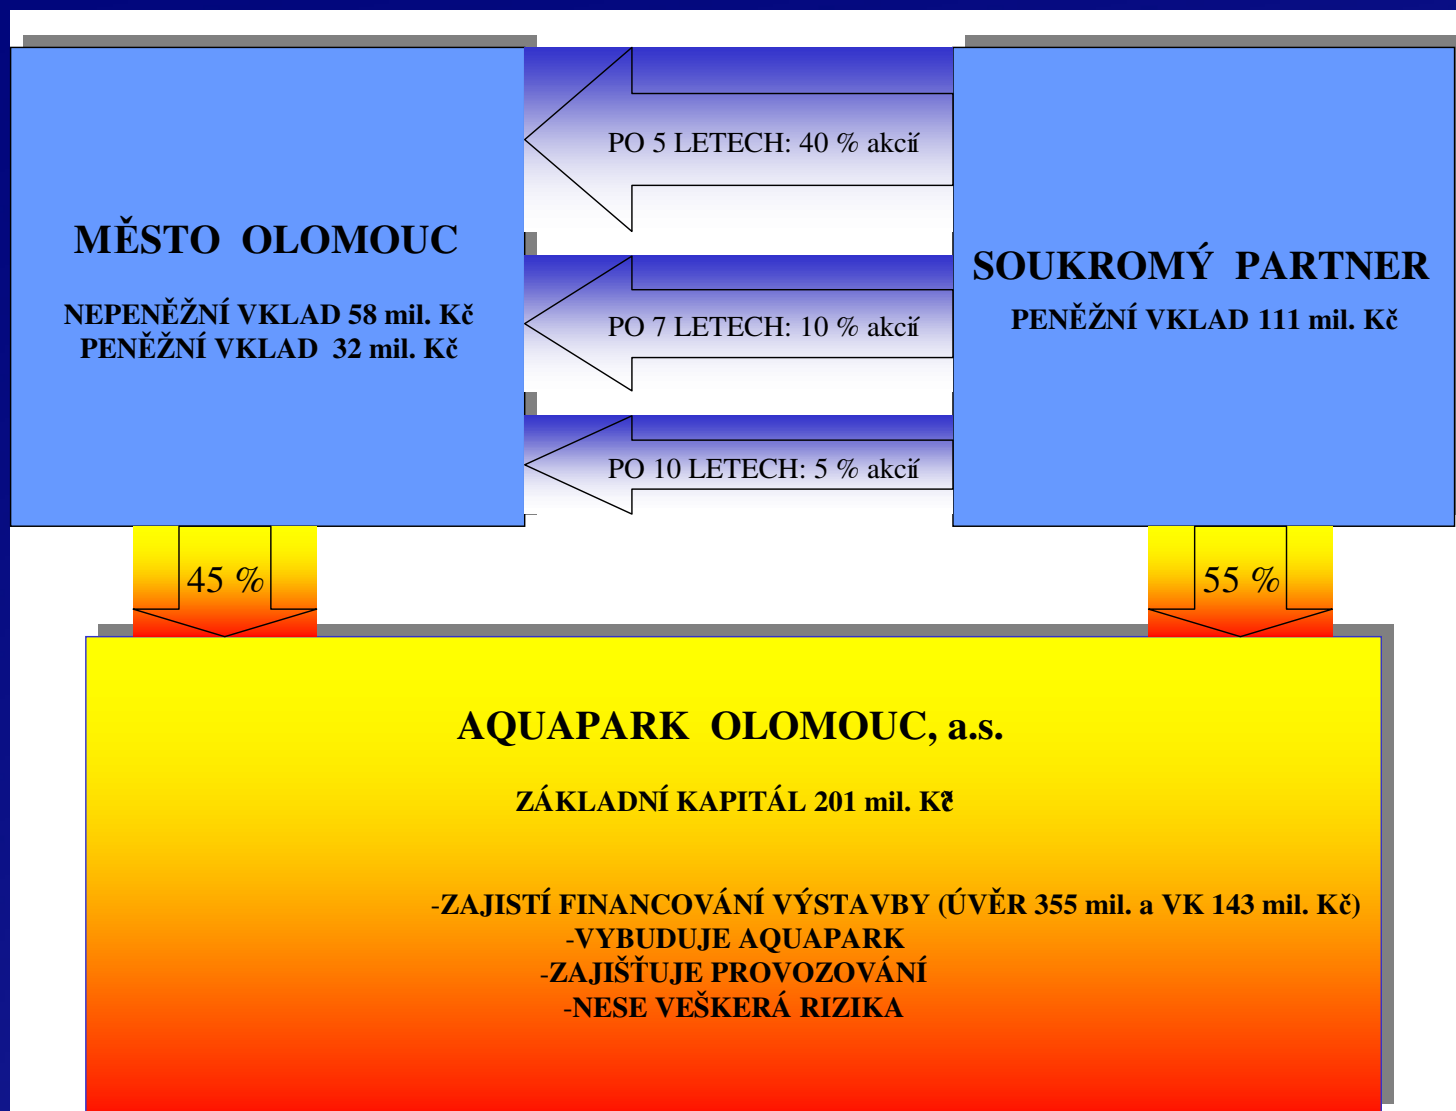 MĚSTO OLOMOUC
NEPENĚŽNÍ VKLAD 58 mil. Kč
PENĚŽNÍ VKLAD 32 mil. Kč
PO 5 LETECH: 40 % akcií
PO 7 LETECH: 10 % akcií
PO 10 LETECH: 5 % akcií
SOUKROMÝ PARTNER
PENĚŽNÍ VKLAD 111 mil. Kč
45 %
55 %
AQUAPARK OLOMOUC, a.s.
ZÁKLADNÍ KAPITÁL 201 mil. Kč
-ZAJISTÍ FINANCOVÁNÍ VÝSTAVBY (ÚVĚR 355 mil. a VK 143 mil. Kč)
-VYBUDUJE AQUAPARK
-ZAJIŠŤUJE PROVOZOVÁNÍ
-NESE VEŠKERÁ RIZIKA